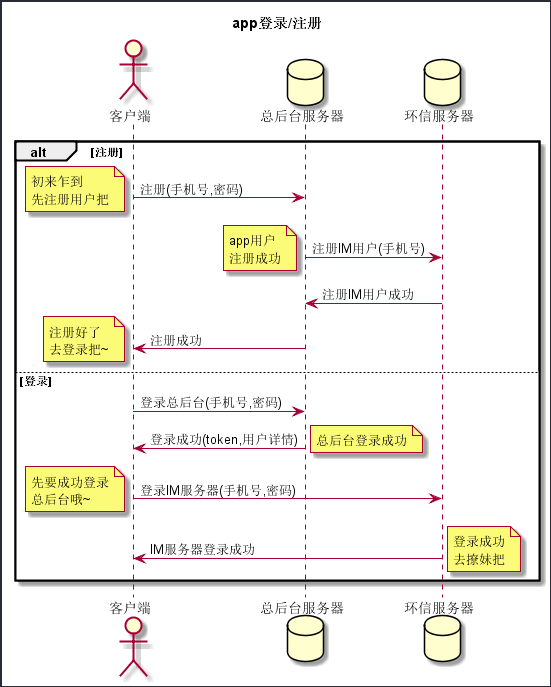 app登录/注册
客户端
总后台服务器
环信服务器
alt
[注册]
初来乍到
先注册用户把
注册(手机号,密码)
app用户
注册成功
注册IM用户(手机号)
注册IM用户成功
注册好了
去登录把~
注册成功
[登录]
登录总后台(手机号,密码)
登录成功(token,用户详情)
总后台登录成功
先要成功登录
总后台哦~
登录IM服务器(手机号,密码)
登录成功
去撩妹把
IM服务器登录成功
客户端
总后台服务器
环信服务器